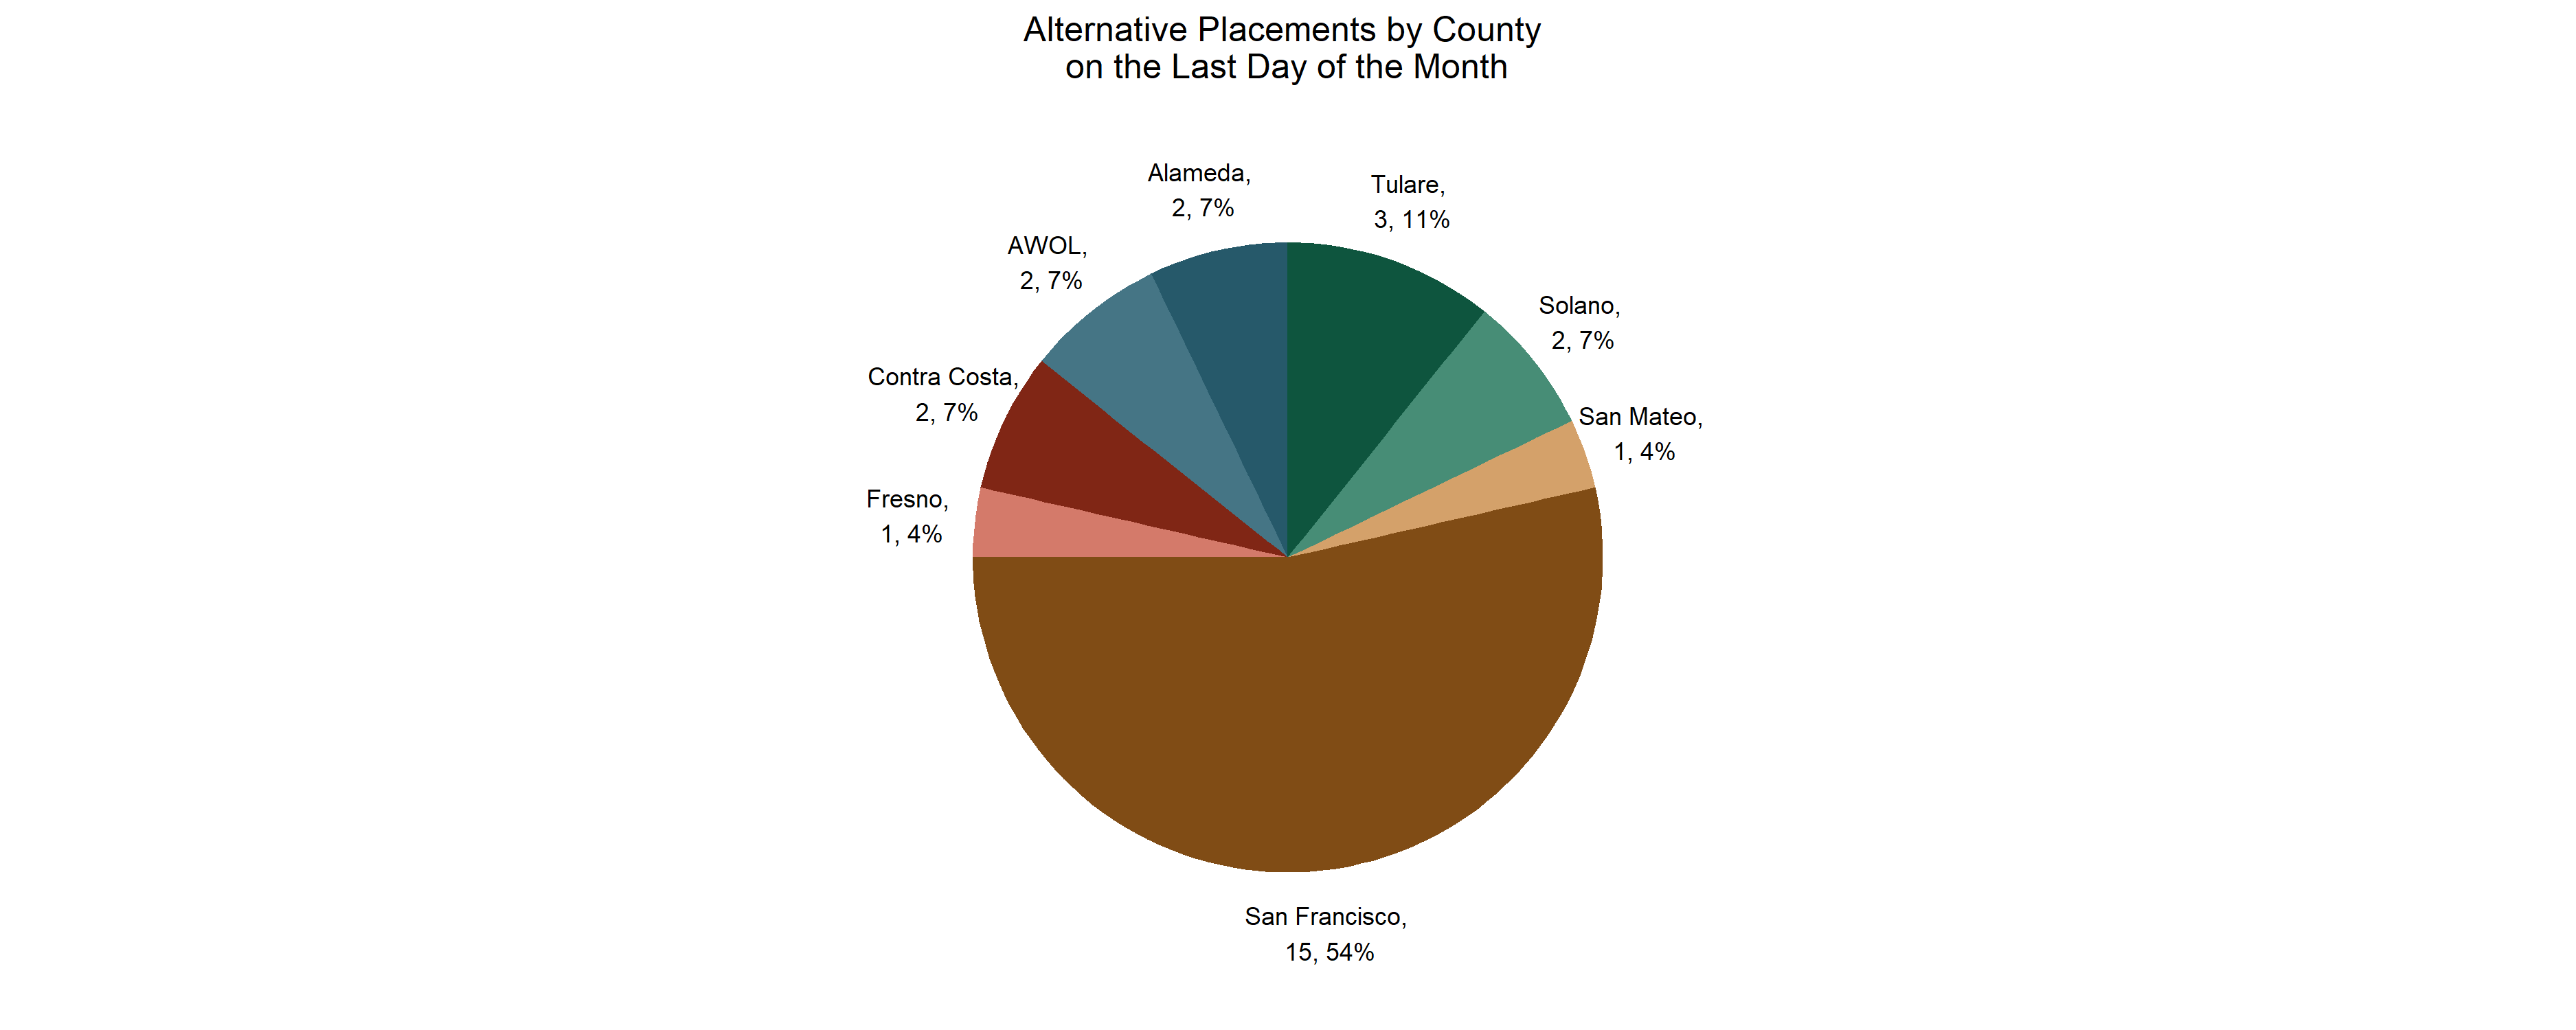 Alternative Placements by County
on the Last Day of the Month
Alameda,
2, 7%
Tulare,
3, 11%
AWOL,
2, 7%
Solano,
2, 7%
Contra Costa,
2, 7%
San Mateo,
1, 4%
Fresno,
1, 4%
San Francisco,
15, 54%